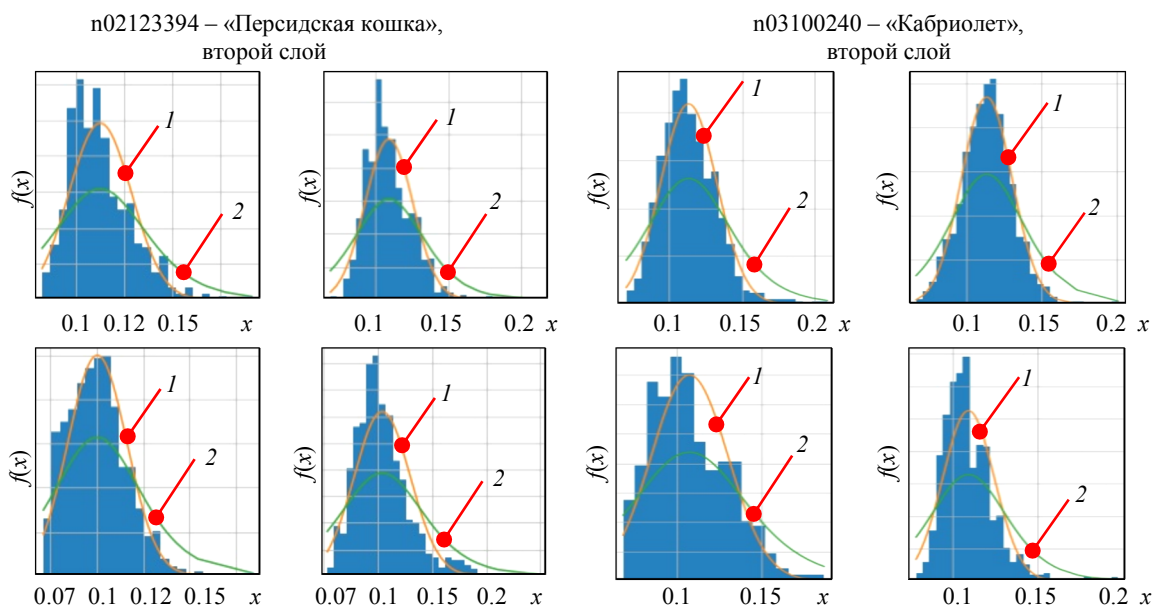 n02123394 – «Персидская кошка»,
второй слой
n03100240 – «Кабриолет»,
второй слой
f(x)
1
2
0.1 0.12 0.15 x
f(x)
1
2
0.1 0.15 0.2 x
f(x)
1
2
0.1 0.15 0.2 x
f(x)
1
2
0.1 0.15 0.2 x
f(x)
1
2
0.07 0.1 0.12 0.15 x
f(x)
1
2
0.07 0.1 0.15 0.2 x
f(x)
1
2
0.1 0.15 x
f(x)
1
2
0.1 0.15 0.2 x